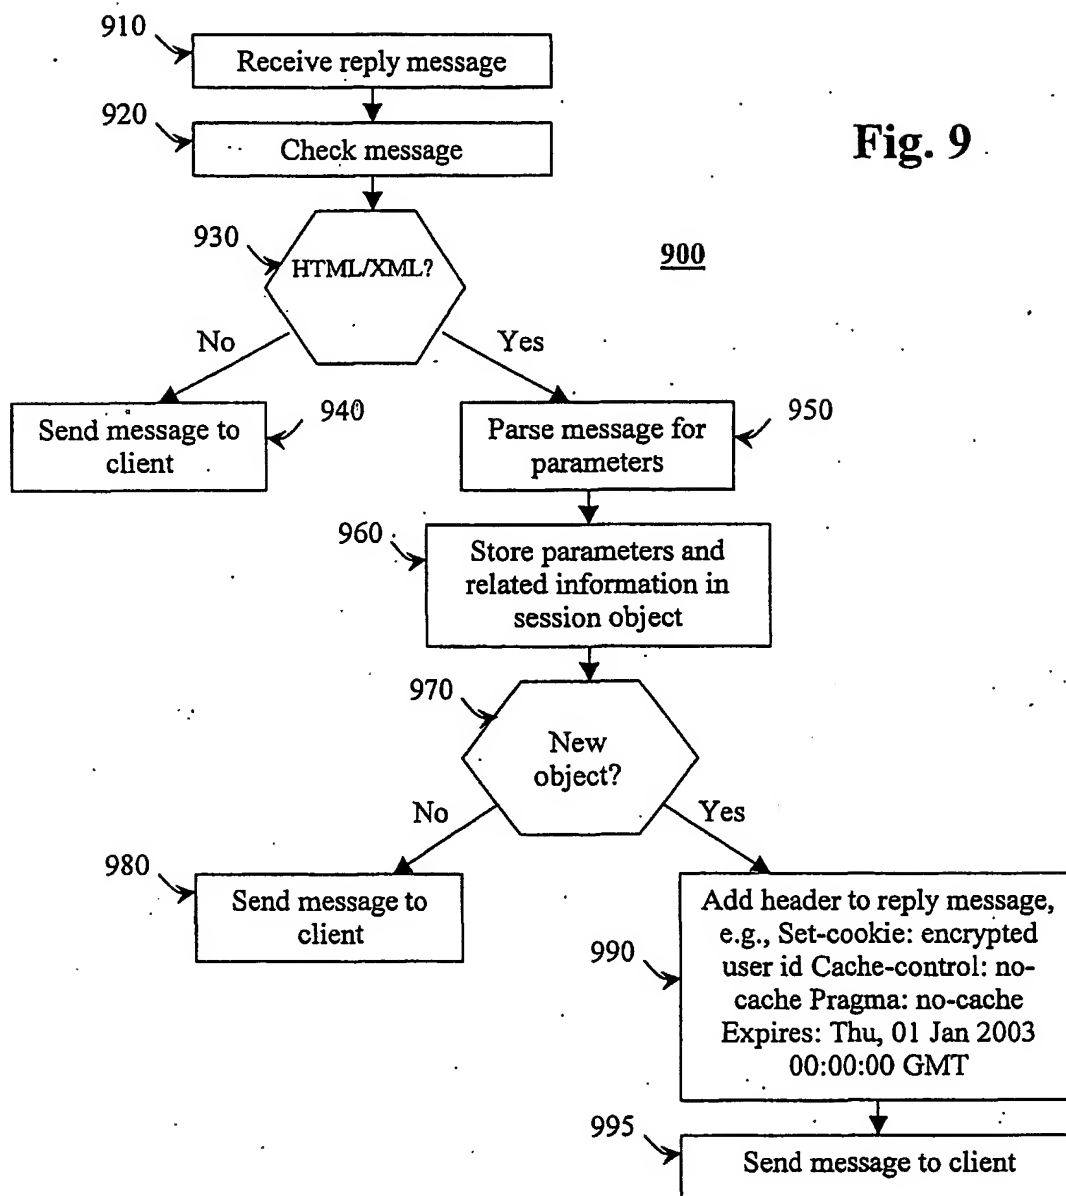 910
Receive reply message
920
Check message
Fig. 9
930
HTML/XML?
900
No
Yes
Send message to
client
940
Parse message for
parameters
950
960
Store parameters and
related information in
session object
970
New
object?
No
Yes
980
Send message to
client
990
Add header to reply message,
e.g., Set-cookie: encrypted
user id Cache-control: no-
cache Pragma: no-cache
Expires: Thu, 01 Jan 2003
00:00:00 GMT
995
Send message to client